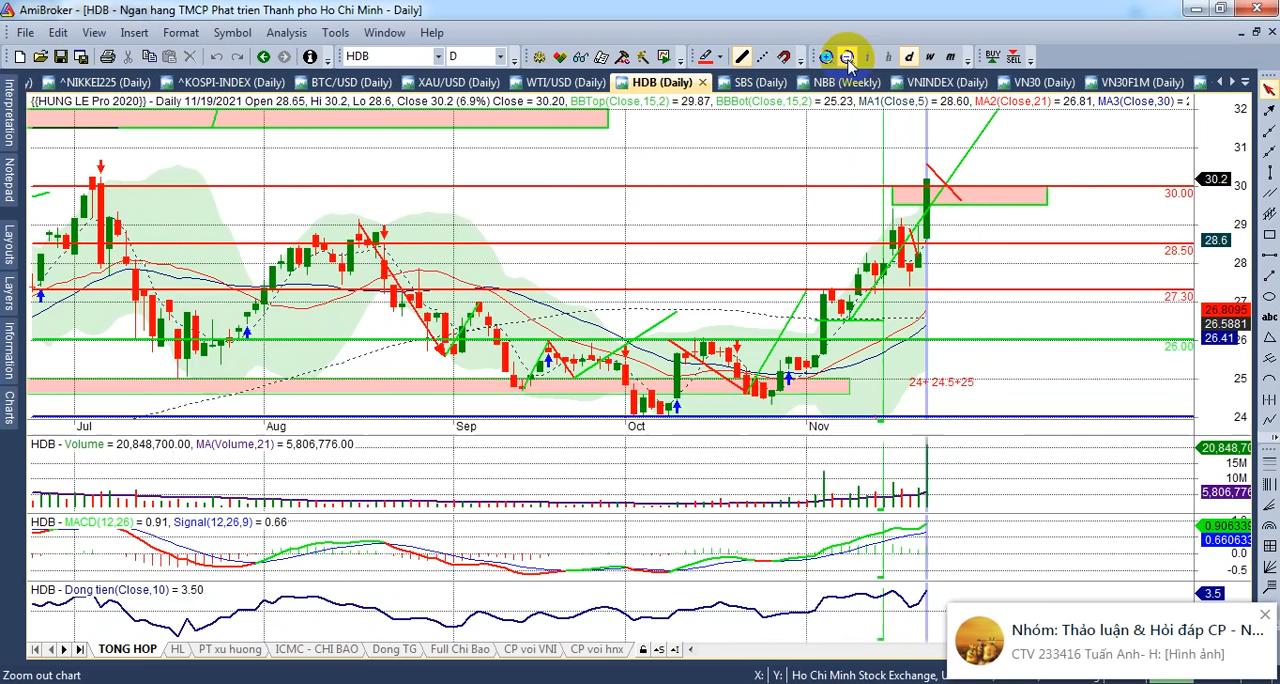 AmiBroker - [HDB - Ngan hang TMCP Phat trien Thanh pho Ho Chi Minh - Daily]
File Edit View Insert Format Symbol Analysis Tools Window Help
HDB D i h d w m BUY SELL
^NIKKEI225 (Daily) ^KOSPI-INDEX (Daily) BTC/USD (Daily) XAU/USD (Daily) WTI/USD (Daily) HDB (Daily) SBS (Daily) NBB (Weekly) VNINDEX (Daily) VN30 (Daily) VN30F1M (Daily)
{{HUNG LE Pro 2020}} - Daily 11/19/2021 Open 28.65, Hi 30.2, Lo 28.6, Close 30.2 (6.9%) Close = 30.20, BBTop(Close,15,2) = 29.87, BBBot(Close,15,2) = 25.23, MA1(Close,5) = 28.60, MA2(Close,21) = 26.81, MA3(Close,30) = 2
Interpretation
Notepad
Layouts
Layers
Information
Charts
abc
32
31
30.2
30
30.00
29
28.6
28.50
28
27.30
27
26.8095
26.5881
26.41
26.00
25
24+ 24.5+25
24
Jul Aug Sep Oct Nov
HDB - Volume = 20,848,700.00, MA(Volume,21) = 5,806,776.00
20,848,70
15M
10M
5,806,776
HDB - MACD(12,26) = 0.91, Signal(12,26,9) = 0.66
0.906339
0.660633
0.0
-0.5
HDB - Dong tien(Close,10) = 3.50
3.5
Nhóm: Thảo luận & Hỏi đáp CP - N...
CTV 233416 Tuấn Anh- H: [Hình ảnh]
TONG HOP HL PT xu huong ICMC - CHI BAO Dong TG Full Chi Bao CP voi VNI CP voi hnx
Zoom out chart X: Y: Ho Chi Minh Stock Exchange, U